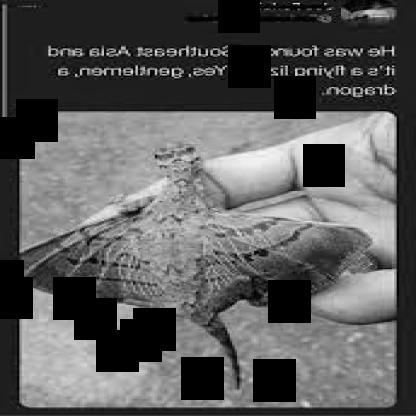 He was Southeast Asia and
it's a flying Yes, gentlemen, a
dragon.